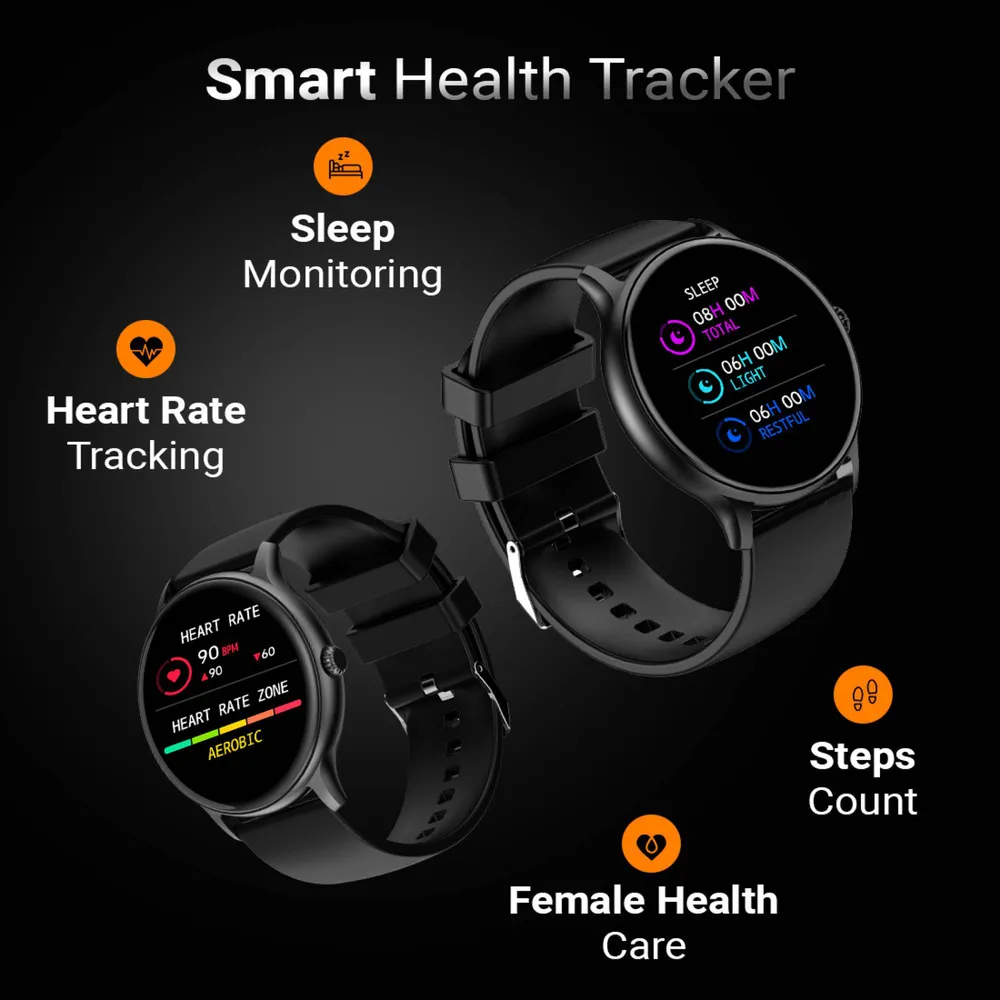 Smart Health Tracker
Sleep
Monitoring
Heart Rate
Tracking
SLEEP
08H 00M
TOTAL
06H 00M
LIGHT
06H 00M
RESTFUL
HEART RATE
90 BPM
▲90 ▼60
HEART RATE ZONE
AEROBIC
Steps
Count
Female Health
Care